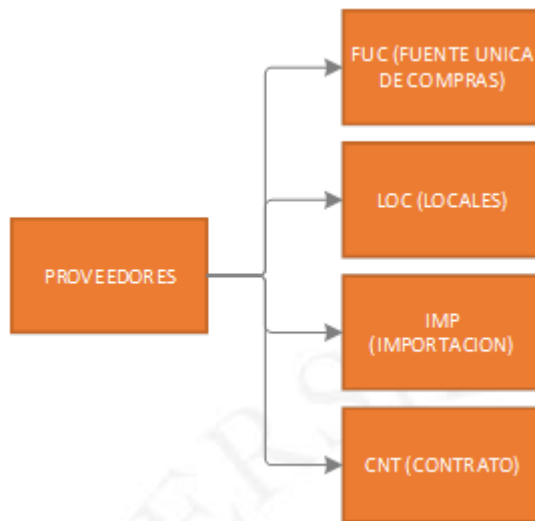 FUC (FUENTE UNICA
DE COMPRAS)
LOC (LOCALES)
PROVEEDORES
IMP
(IMPORTACION)
CNT (CONTRATO)